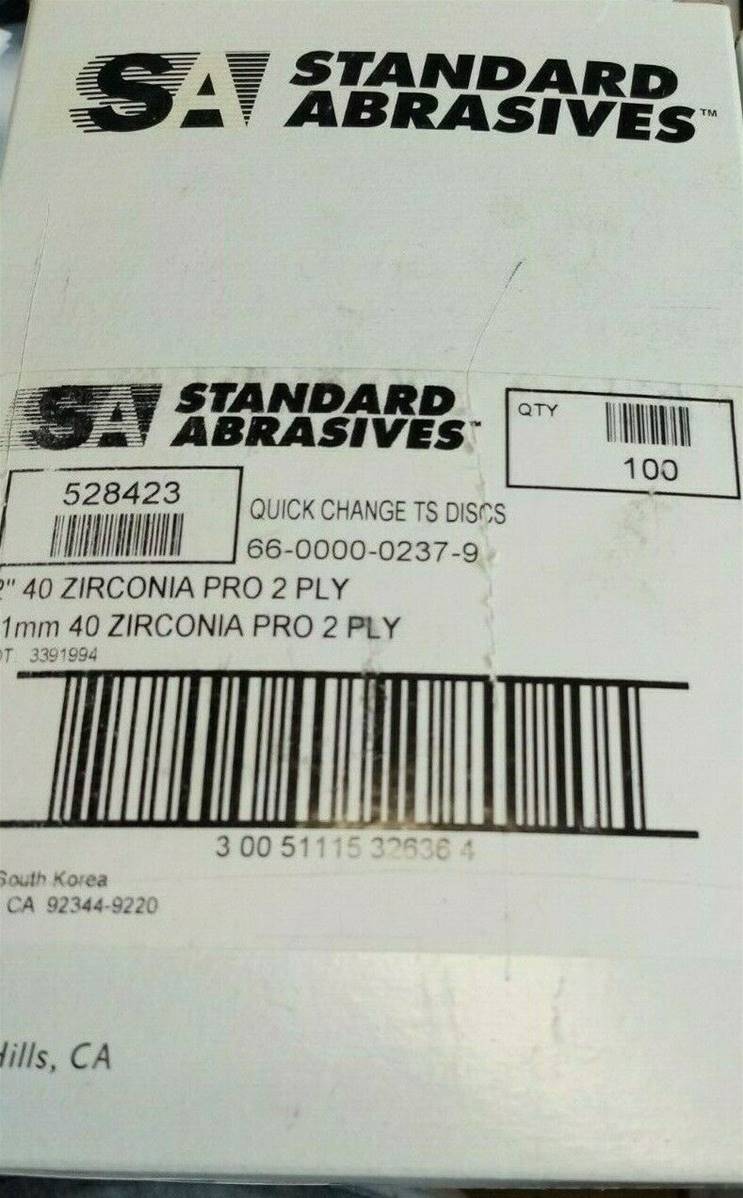 SA STANDARD
ABRASIVES™
SA STANDARD
ABRASIVES™
QTY
100
528423
QUICK CHANGE TS DISCS
66-0000-0237-9
2" 40 ZIRCONIA PRO 2 PLY
1mm 40 ZIRCONIA PRO 2 PLY
OT: 3391994
3 00 51115 32636 4
South Korea
CA 92344-9220
Hills, CA